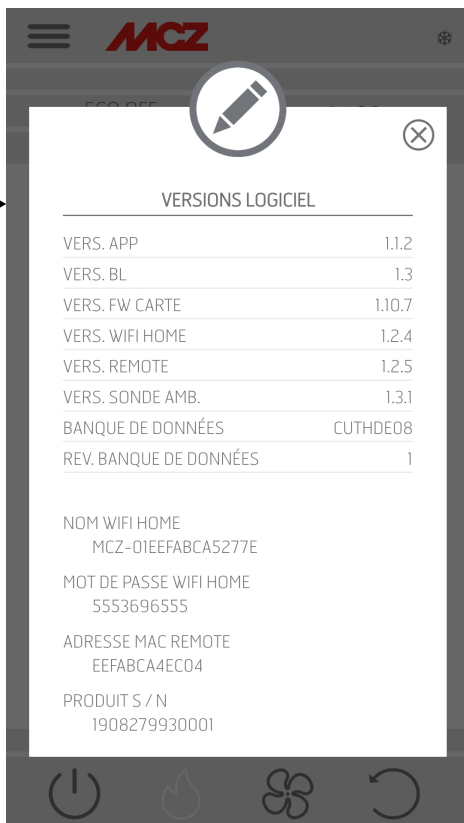 MCZ
VERSIONS LOGICIEL
VERS. APP 1.1.2
VERS. BL 1.3
VERS. FW CARTE 1.10.7
VERS. WIFI HOME 1.2.4
VERS. REMOTE 1.2.5
VERS. SONDE AMB. 1.3.1
BANQUE DE DONNÉES CUTHDE08
REV. BANQUE DE DONNÉES 1
NOM WIFI HOME
MCZ-01EEFABCA5277E
MOT DE PASSE WIFI HOME
5553696555
ADRESSE MAC REMOTE
EEFABCA4EC04
PRODUIT S / N
1908279930001